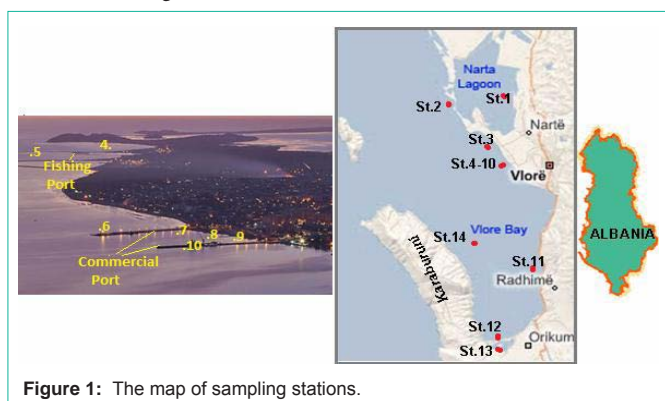 .5
4.
Fishing
Port
.6
.7
.8
.9
.10
Commercial
Port
Narta
Lagoon
St.1
St.2
Nartë
St.3
St.4-10
Vlorë
Vlore Bay
St.14
Karaburuni
St.11
Radhimë
St.12
Orikum
St.13
ALBANIA
Figure 1: The map of sampling stations.